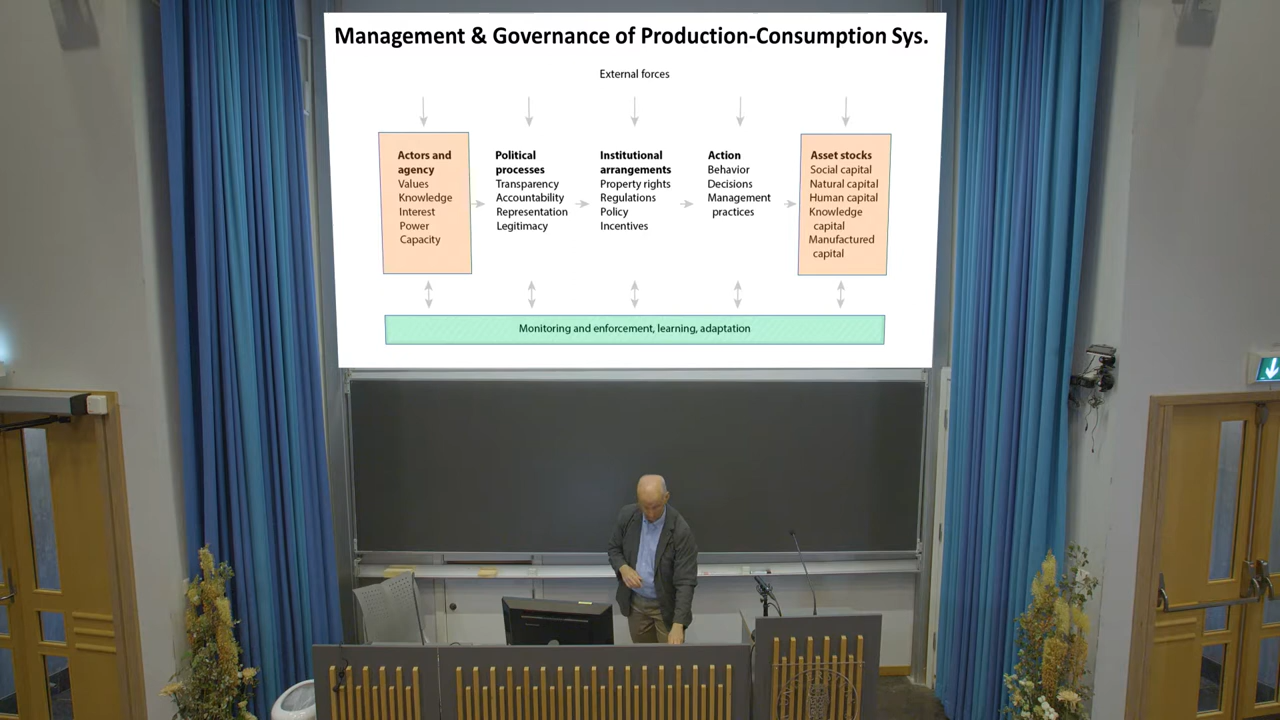 Management & Governance of Production-Consumption Sys.
External forces
Actors and
agency
Values
Knowledge
Interest
Power
Capacity
Political
processes
Transparency
Accountability
Representation
Legitimacy
Institutional
arrangements
Property rights
Regulations
Policy
Incentives
Action
Behavior
Decisions
Management
practices
Asset stocks
Social capital
Natural capital
Human capital
Knowledge
capital
Manufactured
capital
Monitoring and enforcement, learning, adaptation